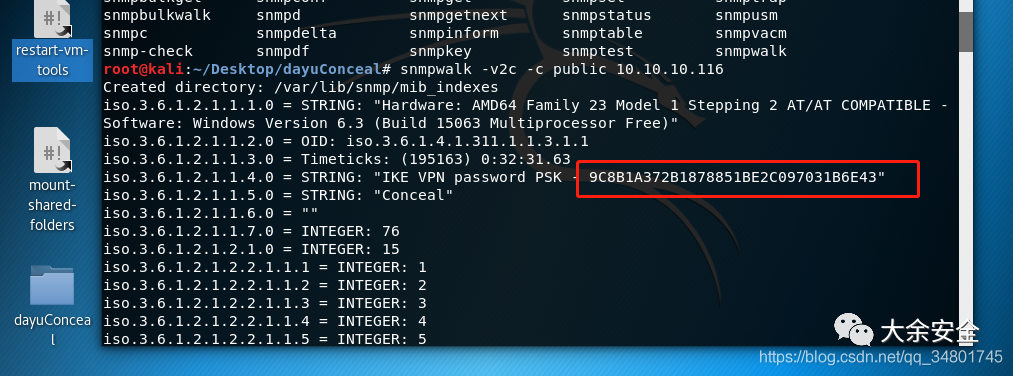 snmpbulkget snmpconf snmpget snmpset snmptrap
snmpbulkwalk snmpd snmpgetnext snmpstatus snmpusm
snmpc snmpdelta snmpinform snmptable snmpvacm
snmp-check snmpdf snmpkey snmptest snmpwalk
root@kali:~/Desktop/dayuConceal# snmpwalk -v2c -c public 10.10.10.116
Created directory: /var/lib/snmp/mib_indexes
iso.3.6.1.2.1.1.1.0 = STRING: "Hardware: AMD64 Family 23 Model 1 Stepping 2 AT/AT COMPATIBLE -
Software: Windows Version 6.3 (Build 15063 Multiprocessor Free)"
iso.3.6.1.2.1.1.2.0 = OID: iso.3.6.1.4.1.311.1.1.3.1.1
iso.3.6.1.2.1.1.3.0 = Timeticks: (195163) 0:32:31.63
iso.3.6.1.2.1.1.4.0 = STRING: "IKE VPN password PSK - 9C8B1A372B1878851BE2C097031B6E43"
iso.3.6.1.2.1.1.5.0 = STRING: "Conceal"
iso.3.6.1.2.1.1.6.0 = ""
iso.3.6.1.2.1.1.7.0 = INTEGER: 76
iso.3.6.1.2.1.2.1.0 = INTEGER: 15
iso.3.6.1.2.1.2.2.1.1.1 = INTEGER: 1
iso.3.6.1.2.1.2.2.1.1.2 = INTEGER: 2
iso.3.6.1.2.1.2.2.1.1.3 = INTEGER: 3
iso.3.6.1.2.1.2.2.1.1.4 = INTEGER: 4
iso.3.6.1.2.1.2.2.1.1.5 = INTEGER: 5
#!
restart-vm-
tools
#!
mount-
shared-
folders
dayuConcea
l
大余安全
https://blog.csdn.net/qq_34801745